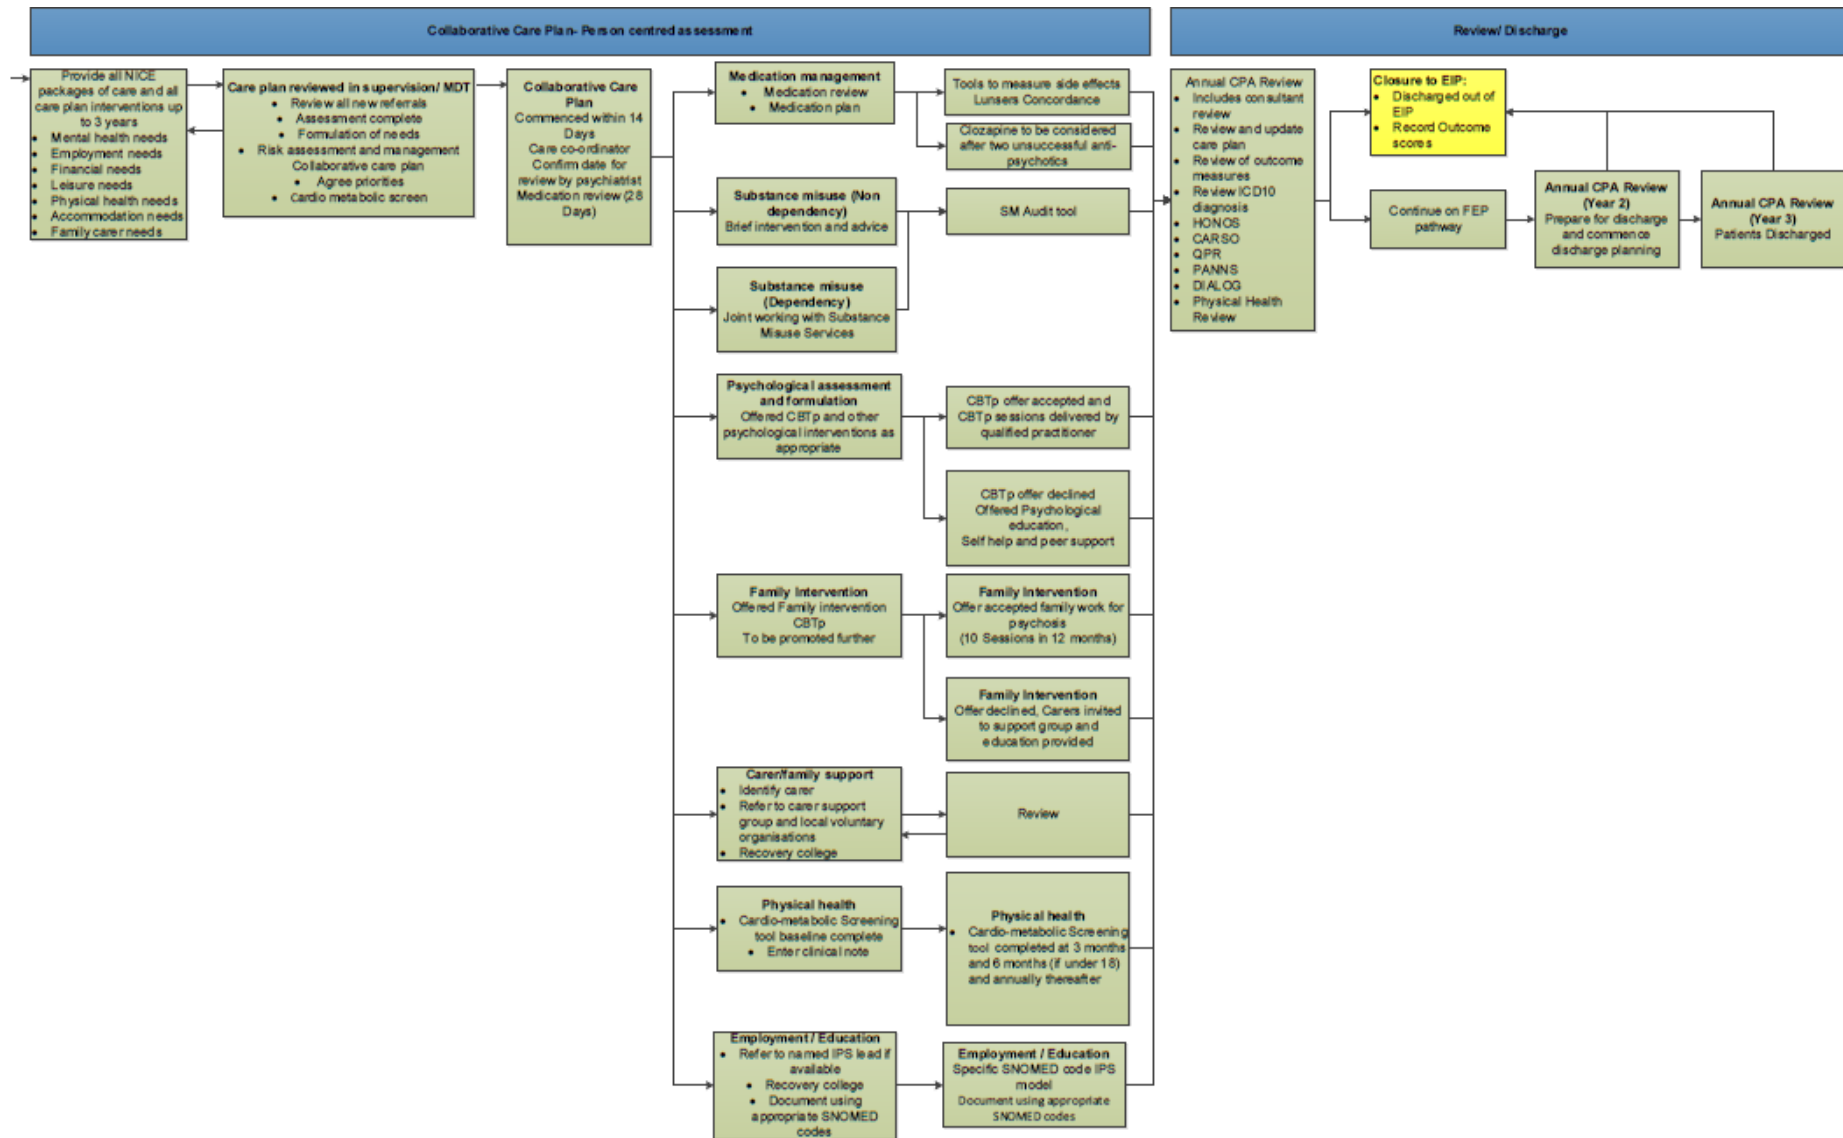 Collaborative Care Plan- Person centred assessment
Review/ Discharge
Provide all NICE
packages of care and all
care plan interventions up
to 3 years
• Mental health needs
• Employment needs
• Financial needs
• Leisure needs
• Physical health needs
• Accommodation needs
• Family carer needs
Care plan reviewed in supervision/ MDT
• Review all new referrals
• Assessment complete
• Formulation of needs
• Risk assessment and management
Collaborative care plan
• Agree priorities
• Cardio metabolic screen
Collaborative Care
Plan
Commenced within 14
Days
Care co-ordinator
Confirm date for
review by psychiatrist
Medication review (28
Days)
Medication management
• Medication review
• Medication plan
Tools to measure side effects
Lunsers Concordance
Clozapine to be considered
after two unsuccessful anti-
psychotics
Substance misuse (Non
dependency)
Brief intervention and advice
SM Audit tool
Substance misuse
(Dependency)
Joint working with Substance
Misuse Services
Psychological assessment
and formulation
Offered CBTp and other
psychological interventions as
appropriate
CBTp offer accepted and
CBTp sessions delivered by
qualified practitioner
CBTp offer declined
Offered Psychological
education,
Self help and peer support
Family Intervention
Offered Family intervention
CBTp
To be promoted further
Family Intervention
Offer accepted family work for
psychosis
(10 Sessions in 12 months)
Family Intervention
Offer declined, Carers invited
to support group and
education provided
Carer/family support
• Identify carer
• Refer to carer support
group and local voluntary
organisations
• Recovery college
Review
Physical health
• Cardio-metabolic Screening
tool baseline complete
• Enter clinical note
Physical health
• Cardio-metabolic Screening
tool completed at 3 months
and 6 months (if under 18)
and annually thereafter
Employment / Education
• Refer to named IPS lead if
available
• Recovery college
• Document using
appropriate SNOMED
codes
Employment / Education
Specific SNOMED code IPS
model
Document using appropriate
SNOMED codes
Annual CPA Review
• Includes consultant
review
• Review and update
care plan
• Review of outcome
measures
• Review ICD10
diagnosis
• HONOS
• CARSO
• QPR
• PANNS
• DIALOG
• Physical Health
Review
Closure to EIP:
• Discharged out of
EIP
• Record Outcome
scores
Continue on FEP
pathway
Annual CPA Review
(Year 2)
Prepare for discharge
and commence
discharge planning
Annual CPA Review
(Year 3)
Patients Discharged